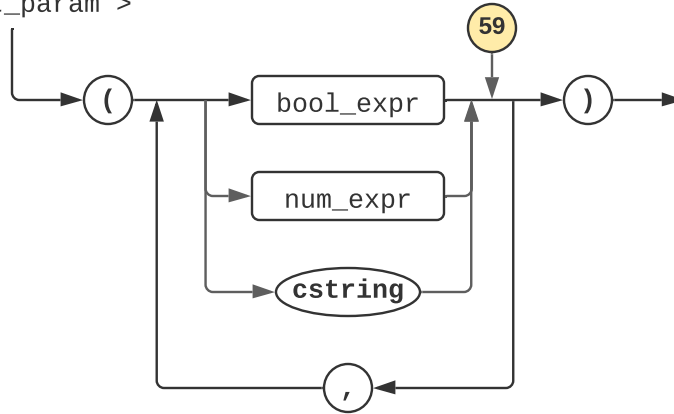 _param >
59
(
bool_expr
)
num_expr
cstring
,